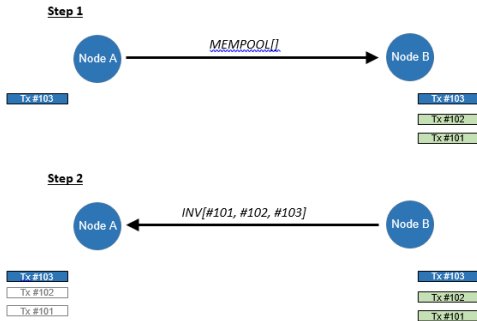 Step 1
MEMPOOL[]
Node A
Node B
Tx #103
Tx #103
Tx #102
Tx #101
Step 2
INV[#101, #102, #103]
Node A
Node B
Tx #103
Tx #103
Tx #102
Tx #102
Tx #101
Tx #101